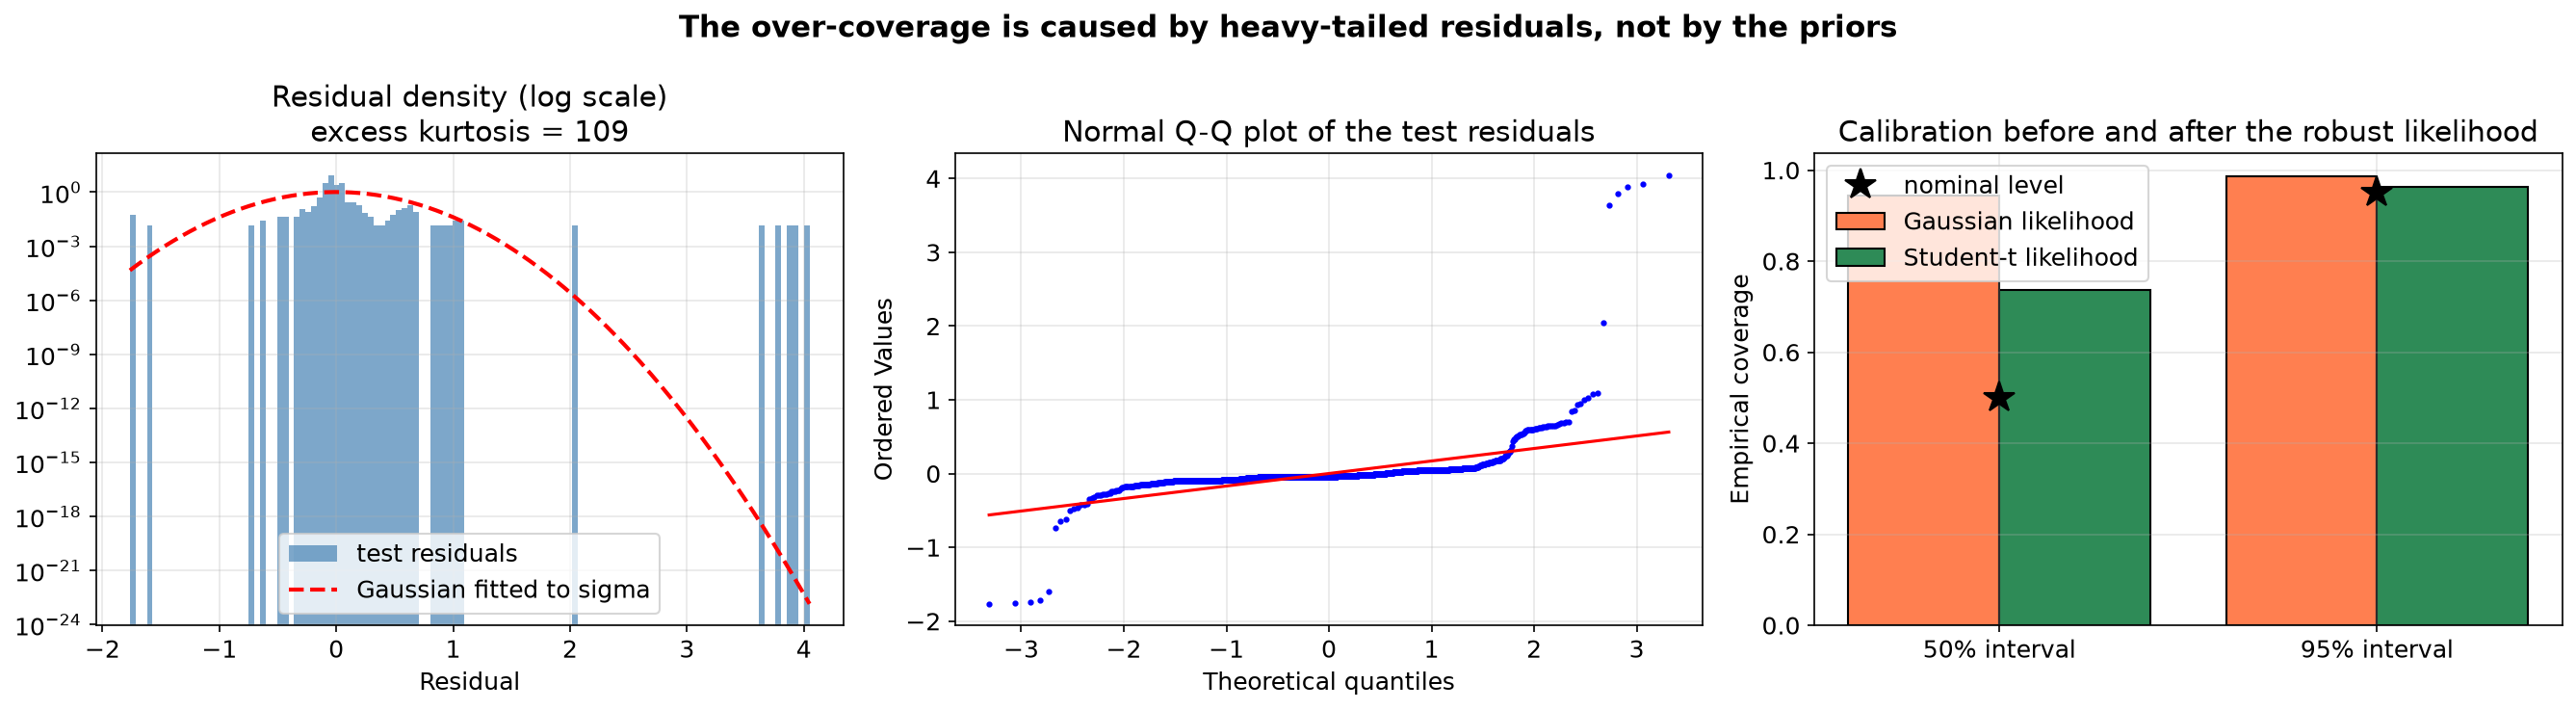 The over-coverage is caused by heavy-tailed residuals, not by the priors
Residual density (log scale)
excess kurtosis = 109
10⁰
10⁻³
10⁻⁶
10⁻⁹
10⁻¹²
10⁻¹⁵
10⁻¹⁸
10⁻²¹
10⁻²⁴
test residuals
Gaussian fitted to sigma
−2 −1 0 1 2 3 4
Residual
Normal Q-Q plot of the test residuals
Ordered Values
4
3
2
1
0
−1
−2
−3 −2 −1 0 1 2 3
Theoretical quantiles
Calibration before and after the robust likelihood
Empirical coverage
1.0
0.8
0.6
0.4
0.2
0.0
nominal level
Gaussian likelihood
Student-t likelihood
50% interval 95% interval